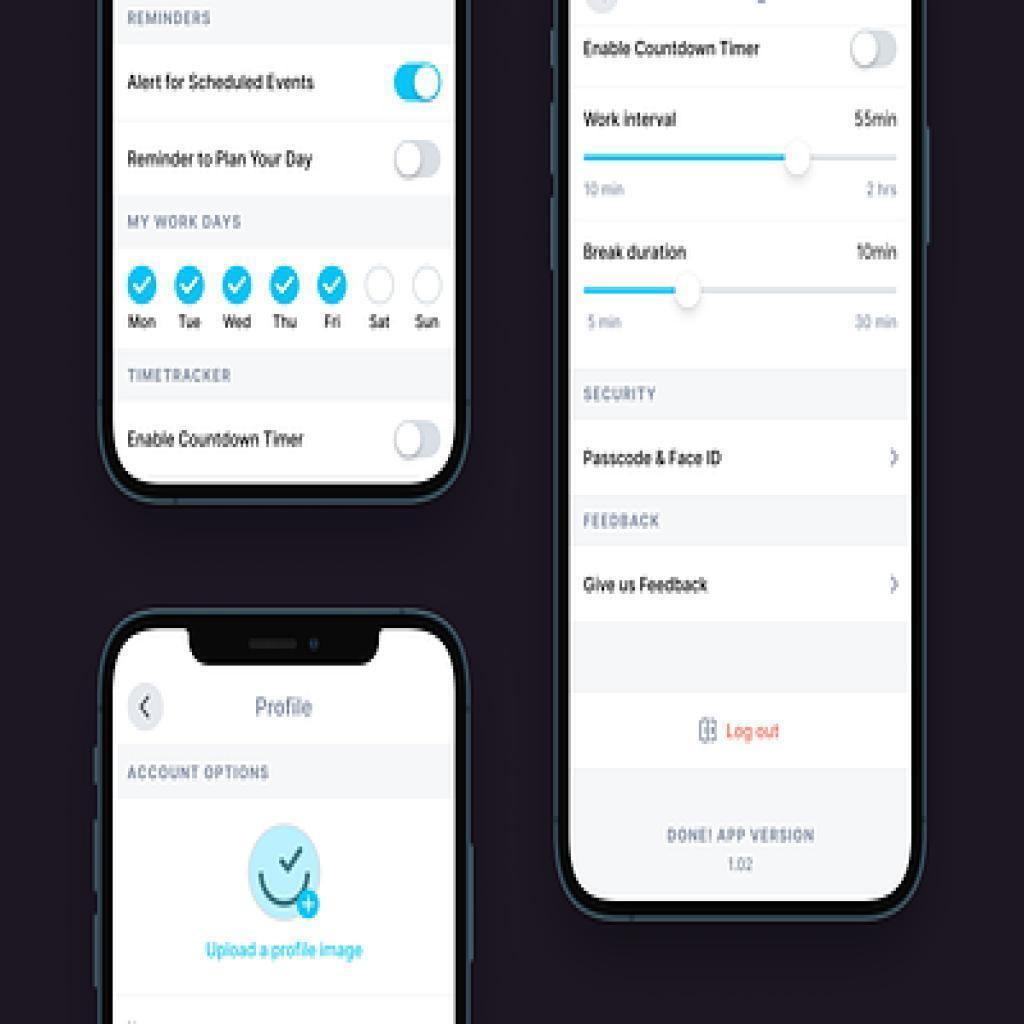 REMINDERS
Alert for Scheduled Events
Reminder to Plan Your Day
MY WORK DAYS
Mon Tue Wed Thu Fri Sat Sun
TIMETRACKER
Enable Countdown Timer
Profile
ACCOUNT OPTIONS
Upload a profile image
Enable Countdown Timer
Work interval 55min
10 min 2 hrs
Break duration 10min
5 min 30 min
SECURITY
Passcode & Face ID
FEEDBACK
Give us Feedback
Log out
DONE! APP VERSION
1.02